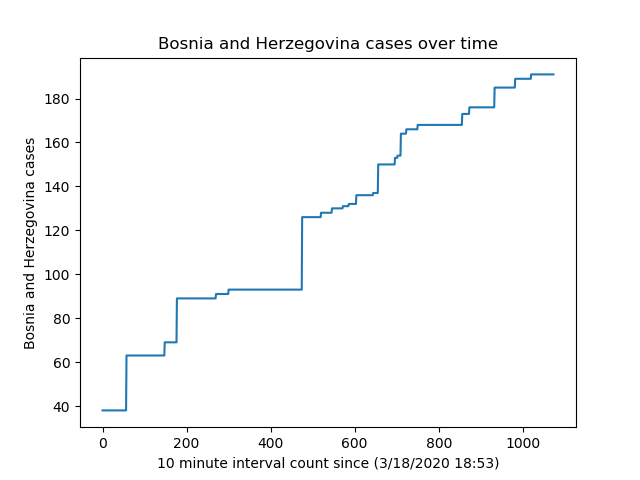 Bosnia and Herzegovina cases over time
180
160
140
120
100
80
60
40
Bosnia and Herzegovina cases
0 200 400 600 800 1000
10 minute interval count since (3/18/2020 18:53)